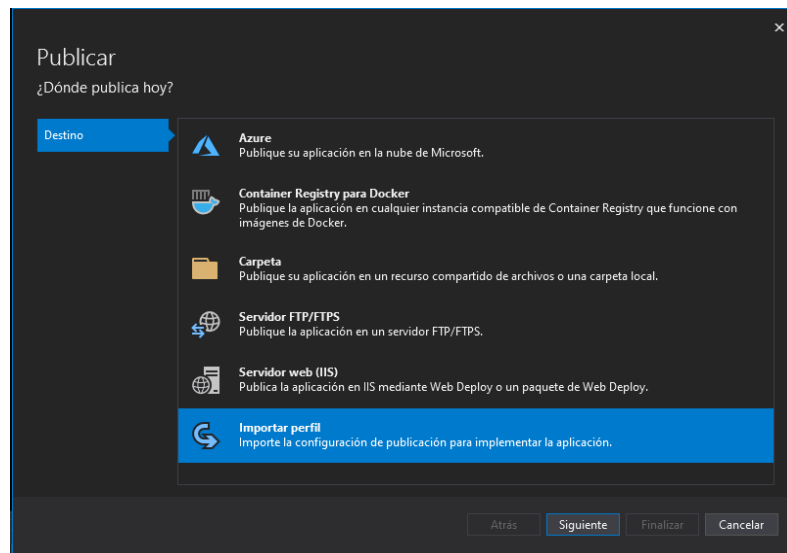 Publicar
¿Dónde publica hoy?
Destino
Azure
Publique su aplicación en la nube de Microsoft.
Container Registry para Docker
Publique la aplicación en cualquier instancia compatible de Container Registry que funcione con
imágenes de Docker.
Carpeta
Publique su aplicación en un recurso compartido de archivos o una carpeta local.
Servidor FTP/FTPS
Publique la aplicación en un servidor FTP/FTPS.
Servidor web (IIS)
Publica la aplicación en IIS mediante Web Deploy o un paquete de Web Deploy.
Importar perfil
Importe la configuración de publicación para implementar la aplicación.
Atrás Siguiente Finalizar Cancelar